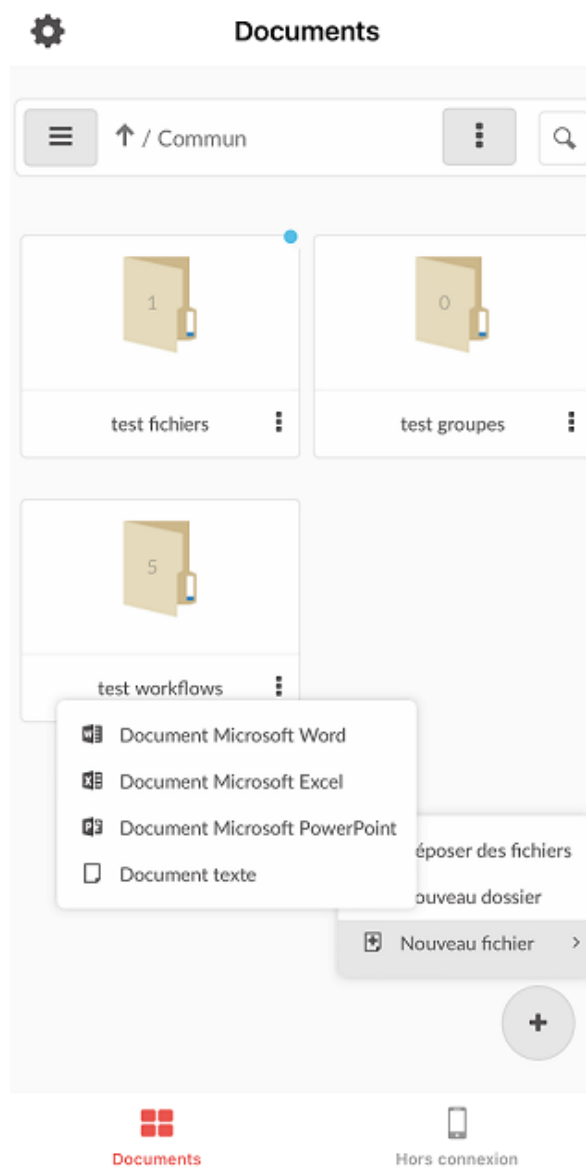 Documents
/ Commun
1
0
test fichiers
test groupes
5
test workflows
Document Microsoft Word
Document Microsoft Excel
Document Microsoft PowerPoint
Document texte
époser des fichiers
ouveau dossier
Nouveau fichier
Documents
Hors connexion